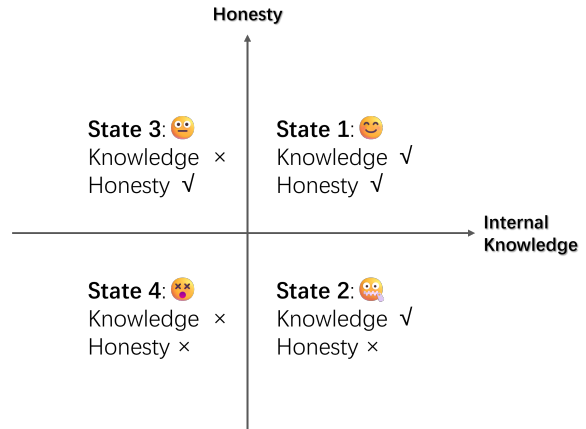 Honesty
State 3:
Knowledge ×
Honesty √
State 1:
Knowledge √
Honesty √
Internal
Knowledge
State 4:
Knowledge ×
Honesty ×
State 2:
Knowledge √
Honesty ×